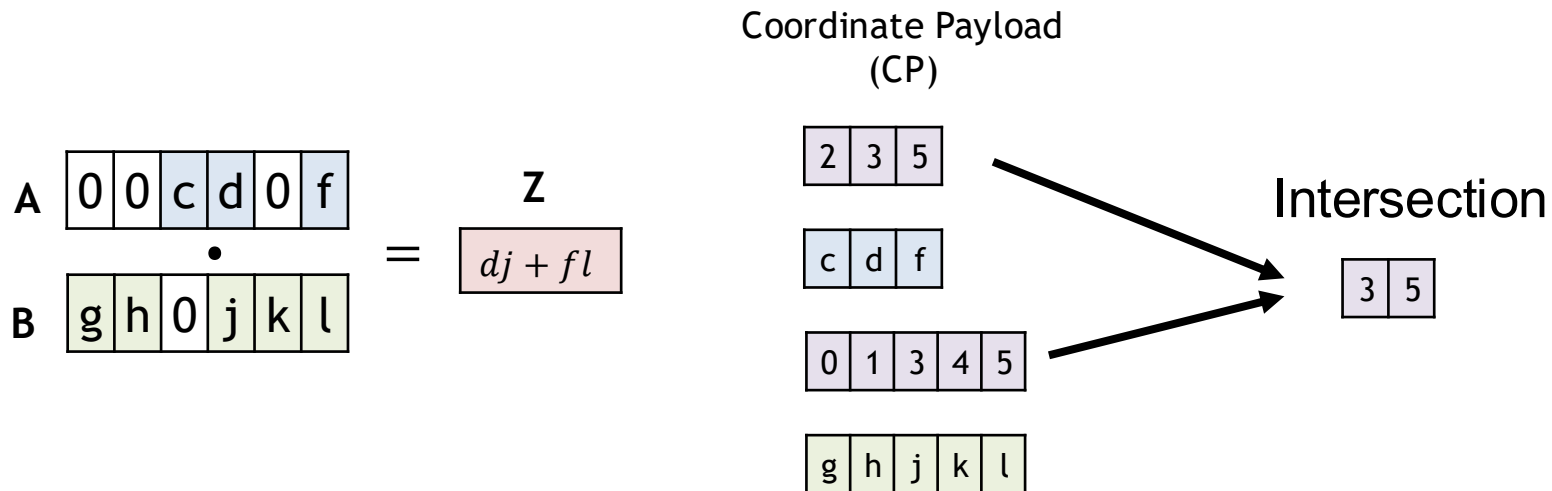 Coordinate Payload
(CP)
A 0 0 c d 0 f
•
B g h 0 j k l
=
Z
dj + fl
2 3 5
c d f
0 1 3 4 5
g h j k l
Intersection
3 5